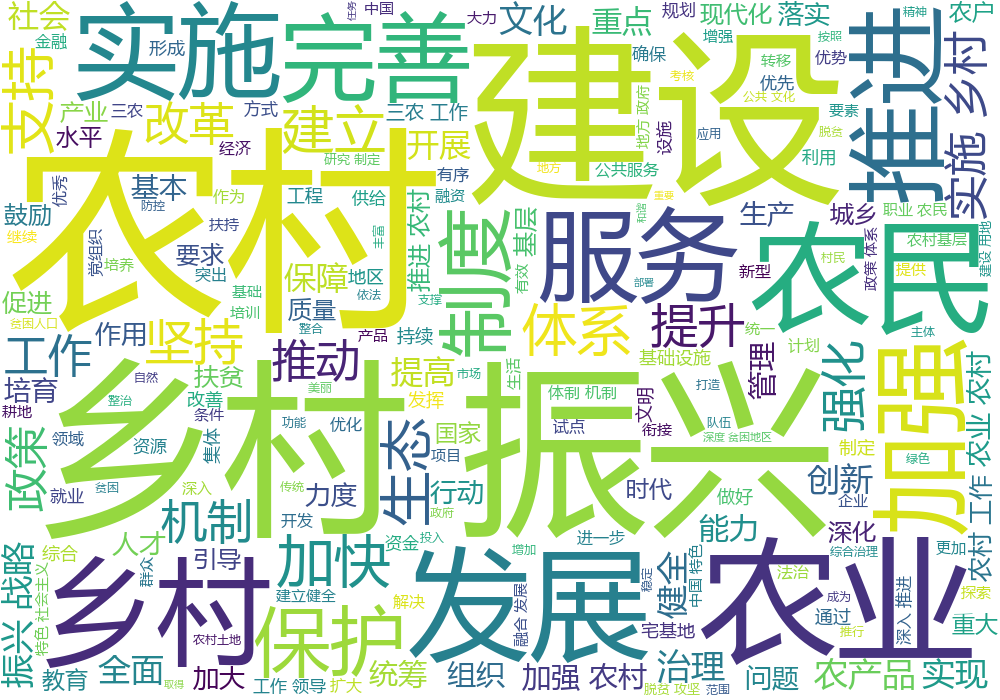 社会
实施
完善
任务
中国
大力
文化
重点
规划
现代化
落实
精神
农户
金融
形成
支持
产业
三农
方式
改革
建立
三农 工作
确保
建设
增强
转移
按照
优势
考核
优先
公共 文化
推进
实施 乡村
水平
经济
开展
地方 政府
设施
应用
要素
脱贫
利用
农村
优秀
基本
研究 制定
有序
公共服务
地方
鼓励
防控
作为
工程
供给
融资
需要
和谐
职业 农民
继续
党组织
扶持
要求
丰富
推进 农村
制度
基层
服务
生产
城乡
农民
农村基层
建设 用地
培养
突出
保障
地区
有效
新型
政策 体系
村民
提供
促进
基础
依法
支撑
部署
贫困人口
培训
质量
整合
体系
提升
统一
主体
工作
作用
坚持
推动
产品
持续
管理
计划
强化
加强
培育
自然
扶贫
提高
市场
生活
基础设施
耕地
整治
改善
美丽
发挥
体制 机制
文明
打造
乡村振兴
政策
领域
资源
条件
集体
功能
优化
生态
国家
项目
试点
衔接
队伍
深度 贫困地区
制定
绿色
工作 农业 农村
就业
贫困
深入
传统
力度
行动
时代
做好
创新
企业
机制
开发
政府
人才
引导
加快
资金
投入
进一步
能力
深化
振兴 战略
综合
特色 社会主义
群众
增加
发展
稳定
健全
中国 特色
农业
综合治理
更加
农村
法治
探索
乡村
建立健全
解决
融合 发展
成为
深入 推进
通过
农村土地
保护
宅基地
推行
重大
教育
全面
取得
加大
工作 领导
扩大
统筹
组织
加强 农村
脱贫 攻坚
治理
范围
问题
农产品
实现